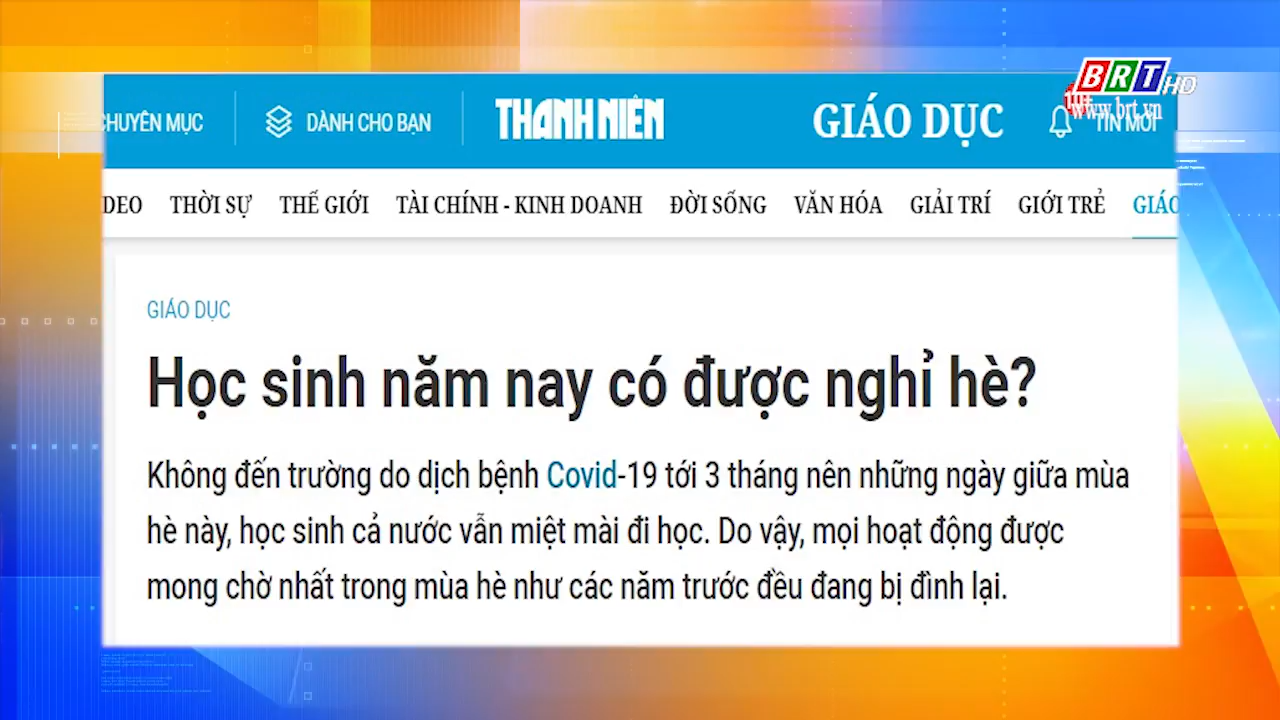 BRT HD
www.brt.vn
CHUYÊN MỤC DÀNH CHO BẠN THANH NIÊN GIÁO DỤC TIN MỚI
DEO THỜI SỰ THẾ GIỚI TÀI CHÍNH - KINH DOANH ĐỜI SỐNG VĂN HÓA GIẢI TRÍ GIỚI TRẺ GIÁO
GIÁO DỤC
Học sinh năm nay có được nghỉ hè?
Không đến trường do dịch bệnh Covid-19 tới 3 tháng nên những ngày giữa mùa
hè này, học sinh cả nước vẫn miệt mài đi học. Do vậy, mọi hoạt động được
mong chờ nhất trong mùa hè như các năm trước đều đang bị đình lại.